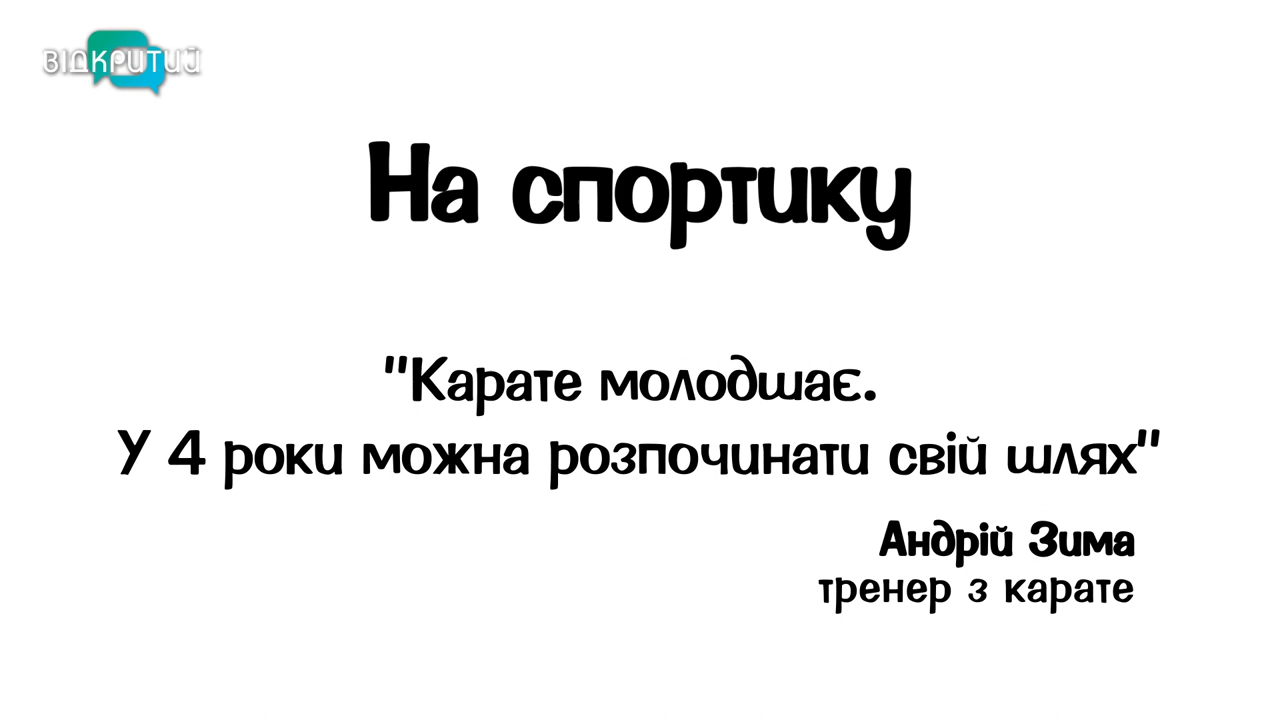 ВІДКРИТИЙ
На спортику
"Карате молодшає.
У 4 роки можна розпочинати свій шлях"
Андрій Зима
тренер з карате